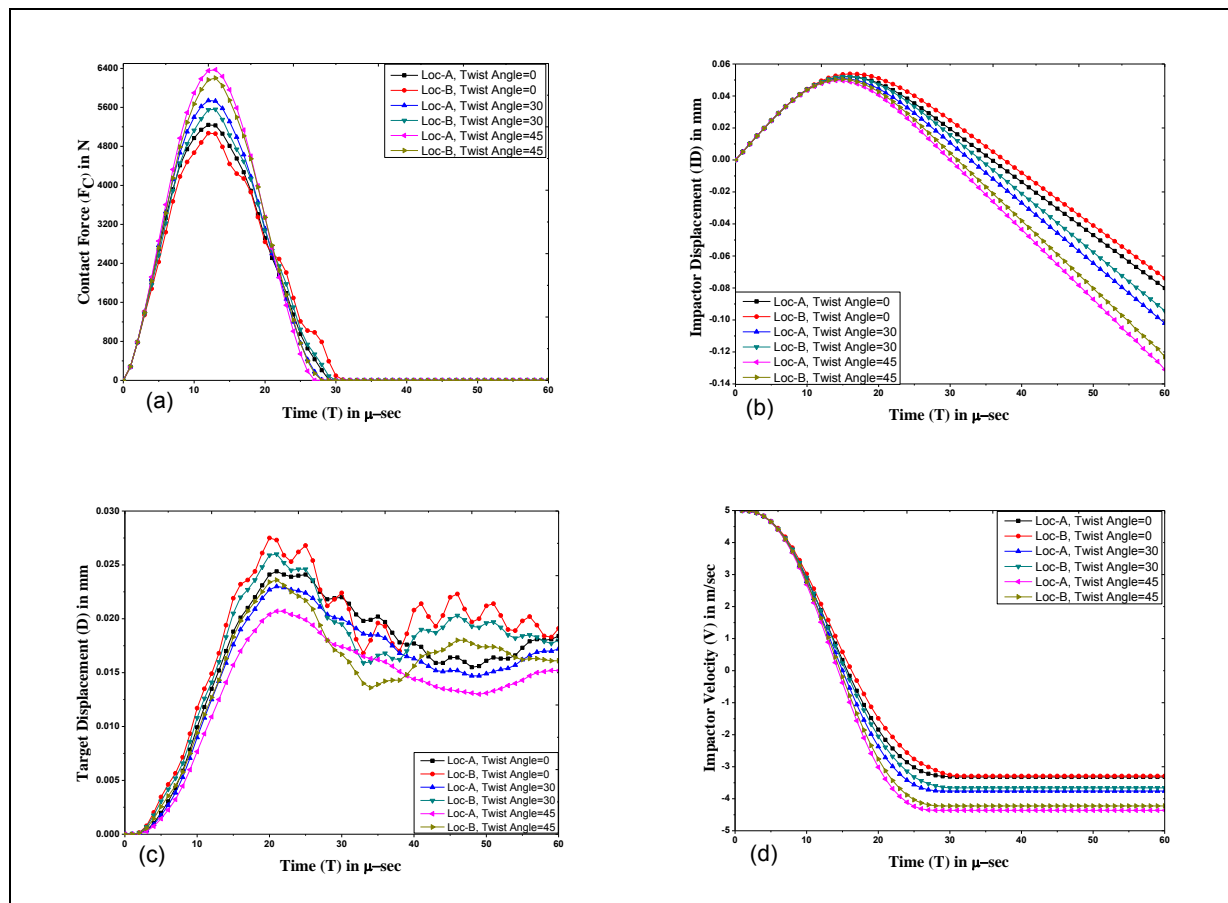 6400
5600
4800
4000
3200
2400
1600
800
0
Contact Force (FC) in N
Loc-A, Twist Angle=0
Loc-B, Twist Angle=0
Loc-A, Twist Angle=30
Loc-B, Twist Angle=30
Loc-A, Twist Angle=45
Loc-B, Twist Angle=45
0 10 20 30 40 50 60
(a)
Time (T) in μ–sec
0.06
0.04
0.02
0.00
-0.02
-0.04
-0.06
-0.08
-0.10
-0.12
-0.14
Impactor Displacement (ID) in mm
Loc-A, Twist Angle=0
Loc-B, Twist Angle=0
Loc-A, Twist Angle=30
Loc-B, Twist Angle=30
Loc-A, Twist Angle=45
Loc-B, Twist Angle=45
0 10 20 30 40 50 60
(b)
Time (T) in μ–sec
0.030
0.025
0.020
0.015
0.010
0.005
0.000
Target Displacement (D) in mm
Loc-A, Twist Angle=0
Loc-B, Twist Angle=0
Loc-A, Twist Angle=30
Loc-B, Twist Angle=30
Loc-A, Twist Angle=45
Loc-B, Twist Angle=45
0 10 20 30 40 50 60
(c)
Time (T) in μ–sec
5
4
3
2
1
0
-1
-2
-3
-4
-5
Impactor Velocity (V) in m/sec
Loc-A, Twist Angle=0
Loc-B, Twist Angle=0
Loc-A, Twist Angle=30
Loc-B, Twist Angle=30
Loc-A, Twist Angle=45
Loc-B, Twist Angle=45
0 10 20 30 40 50 60
(d)
Time (T) in μ–sec